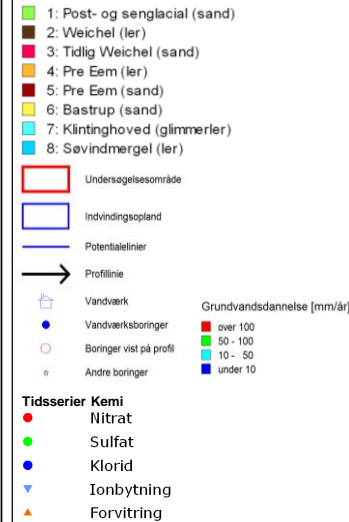 1: Post- og senglacial (sand)
2: Weichel (ler)
3: Tidlig Weichel (sand)
4: Pre Eem (ler)
5: Pre Eem (sand)
6: Bastrup (sand)
7: Klintinghoved (glimmerler)
8: Søvindmergel (ler)
Undersøgelsesområde
Indvindingsopland
Potentialelinier
Profillinie
Vandværk
Vandværksboringer
Boringer vist på profil
Andre boringer
Grundvandsdannelse [mm/år]
over 100
50 - 100
10 - 50
under 10
Tidsserier Kemi
Nitrat
Sulfat
Klorid
Ionbytning
Forvitring